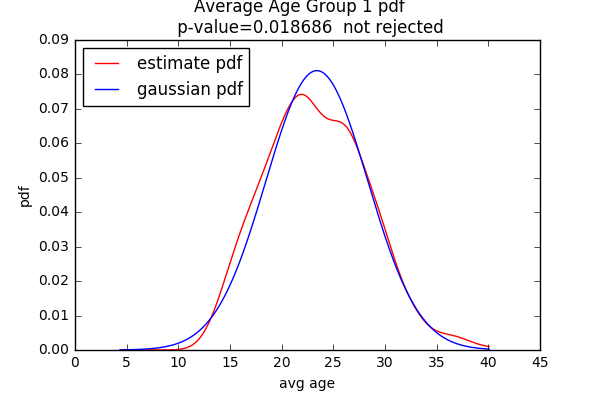 Average Age Group 1 pdf
p-value=0.018686  not rejected
0.09
0.08
0.07
0.06
0.05
0.04
0.03
0.02
0.01
0.00
pdf
estimate pdf
gaussian pdf
0 5 10 15 20 25 30 35 40 45
avg age